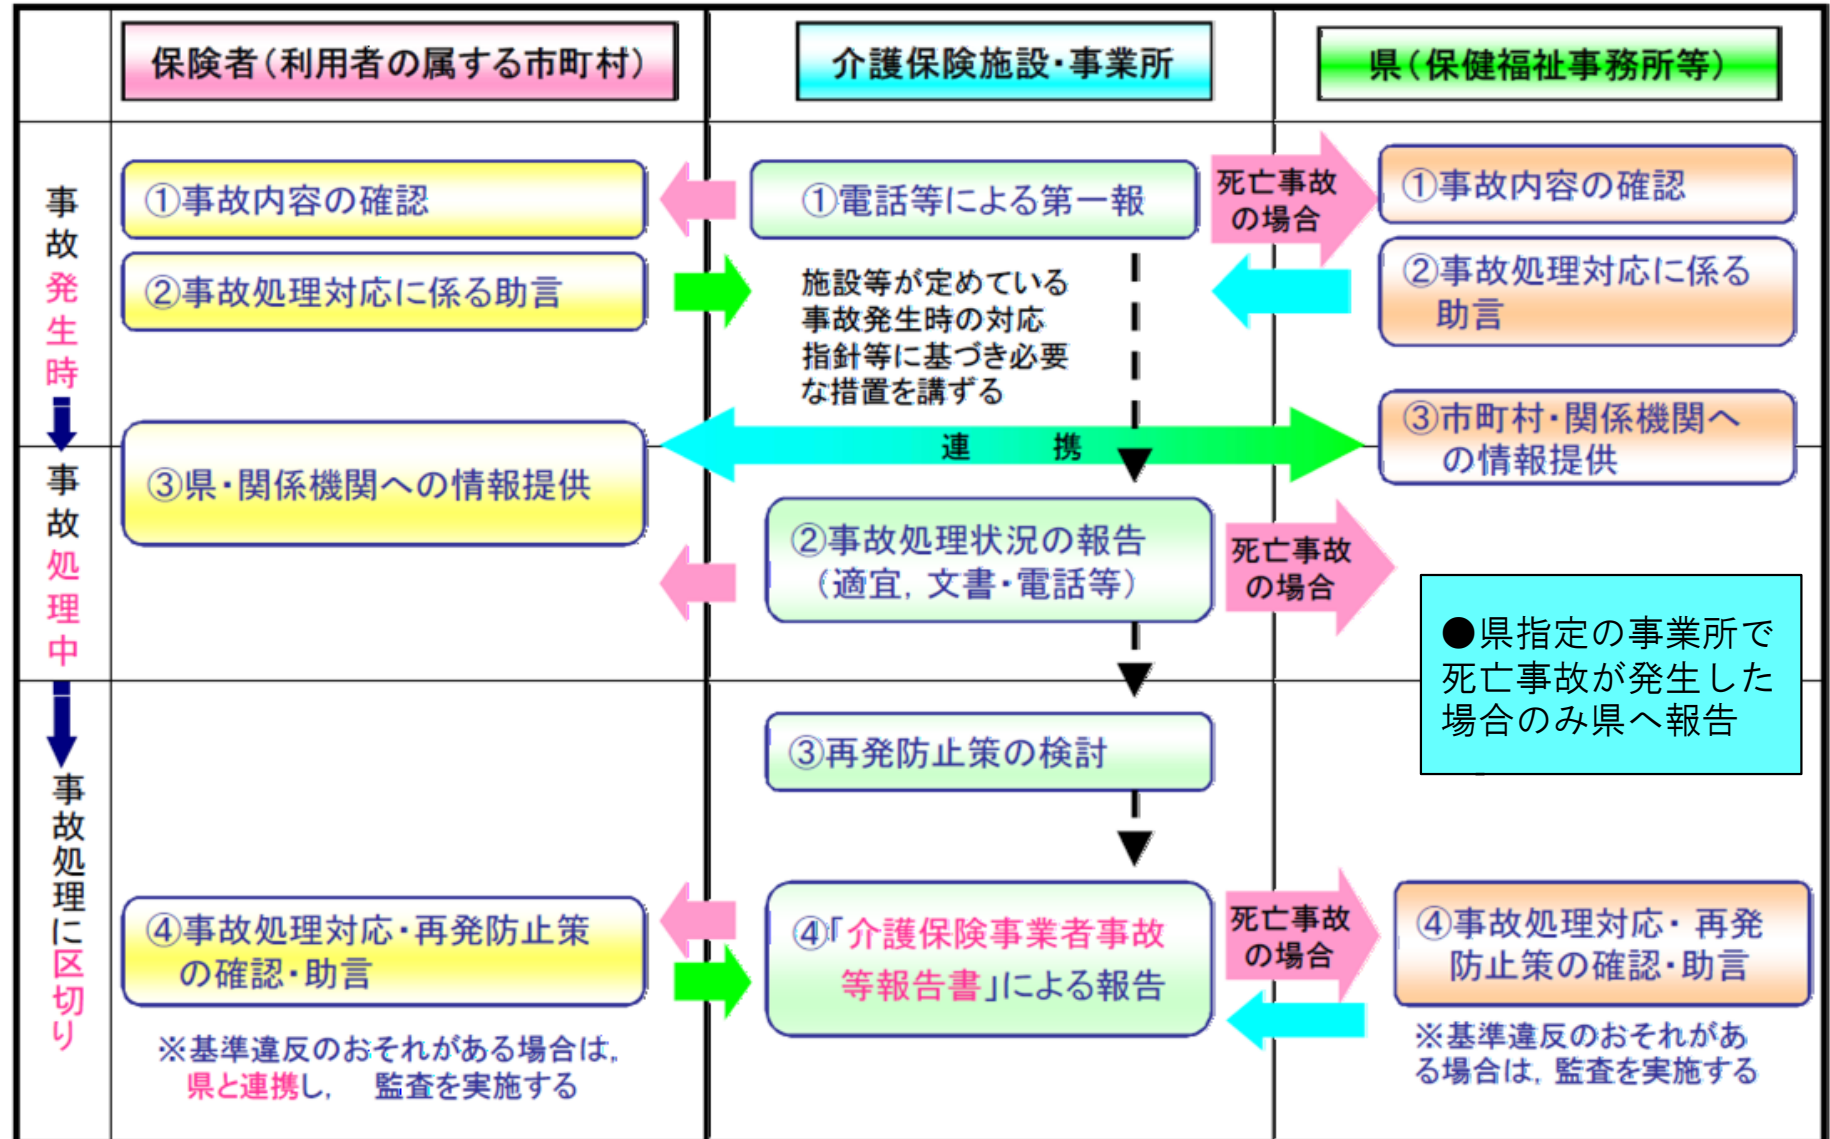 保険者(利用者の属する市町村)
介護保険施設・事業所
県(保健福祉事務所等)
事故発生時
①事故内容の確認
①電話等による第一報
死亡事故
の場合
①事故内容の確認
②事故処理対応に係る助言
施設等が定めている
事故発生時の対応
指針等に基づき必要
な措置を講ずる
②事故処理対応に係る
助言
連 携
③市町村・関係機関へ
の情報提供
事故処理中
③県・関係機関への情報提供
②事故処理状況の報告
(適宜,文書・電話等)
死亡事故
の場合
●県指定の事業所で
死亡事故が発生した
場合のみ県へ報告
事故処理に区切り
③再発防止策の検討
④事故処理対応・再発防止策
の確認・助言
④「介護保険事業者事故
等報告書」による報告
死亡事故
の場合
④事故処理対応・再発
防止策の確認・助言
※基準違反のおそれがある場合は,
県と連携し, 監査を実施する
※基準違反のおそれがあ
る場合は,監査を実施する